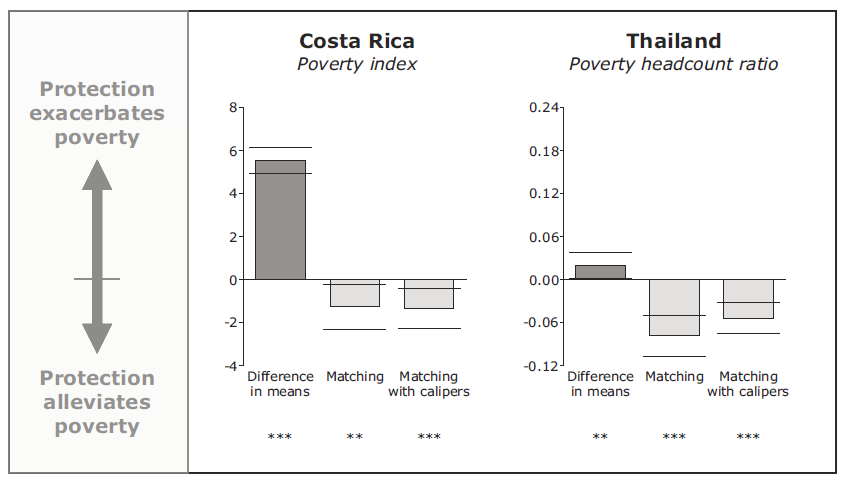 Protection
exacerbates
poverty
Protection
alleviates
poverty
Costa Rica
Poverty index
8
6
4
2
0
-2
-4
Difference
in means
Matching
Matching
with calipers
***
**
***
Thailand
Poverty headcount ratio
0.24
0.18
0.12
0.06
0.00
-0.06
-0.12
Difference
in means
Matching
Matching
with calipers
**
***
***